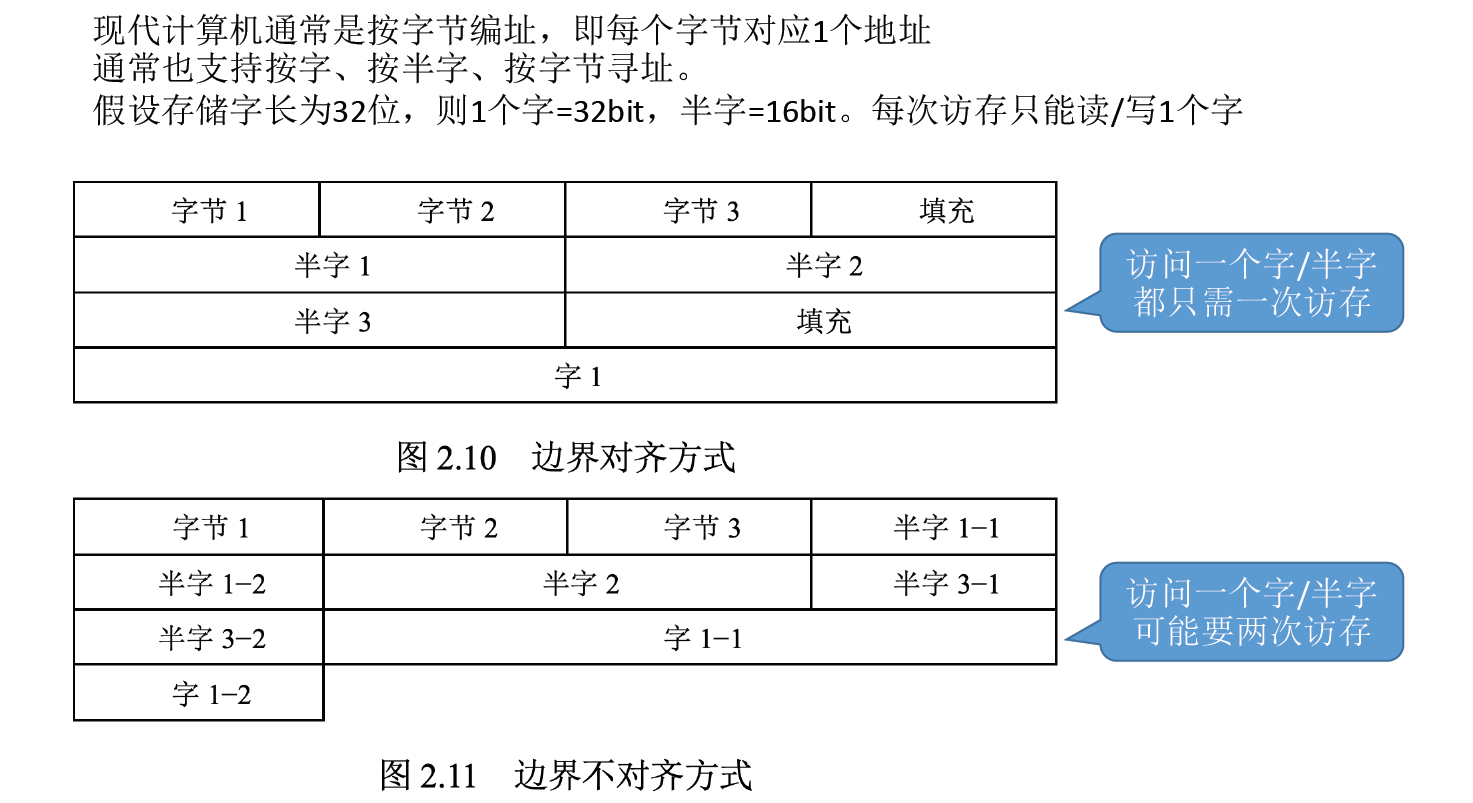 现代计算机通常是按字节编址，即每个字节对应1个地址
通常也支持按字、按半字、按字节寻址。
假设存储字长为32位，则1个字=32bit，半字=16bit。每次访存只能读/写1个字
字节 1 字节 2 字节 3 填充
半字 1 半字 2
半字 3 填充
字 1
访问一个字/半字
都只需一次访存
图 2.10 边界对齐方式
字节 1 字节 2 字节 3 半字 1−1
半字 1−2 半字 2 半字 3−1
半字 3−2 字 1−1
字 1−2
访问一个字/半字
可能要两次访存
图 2.11 边界不对齐方式